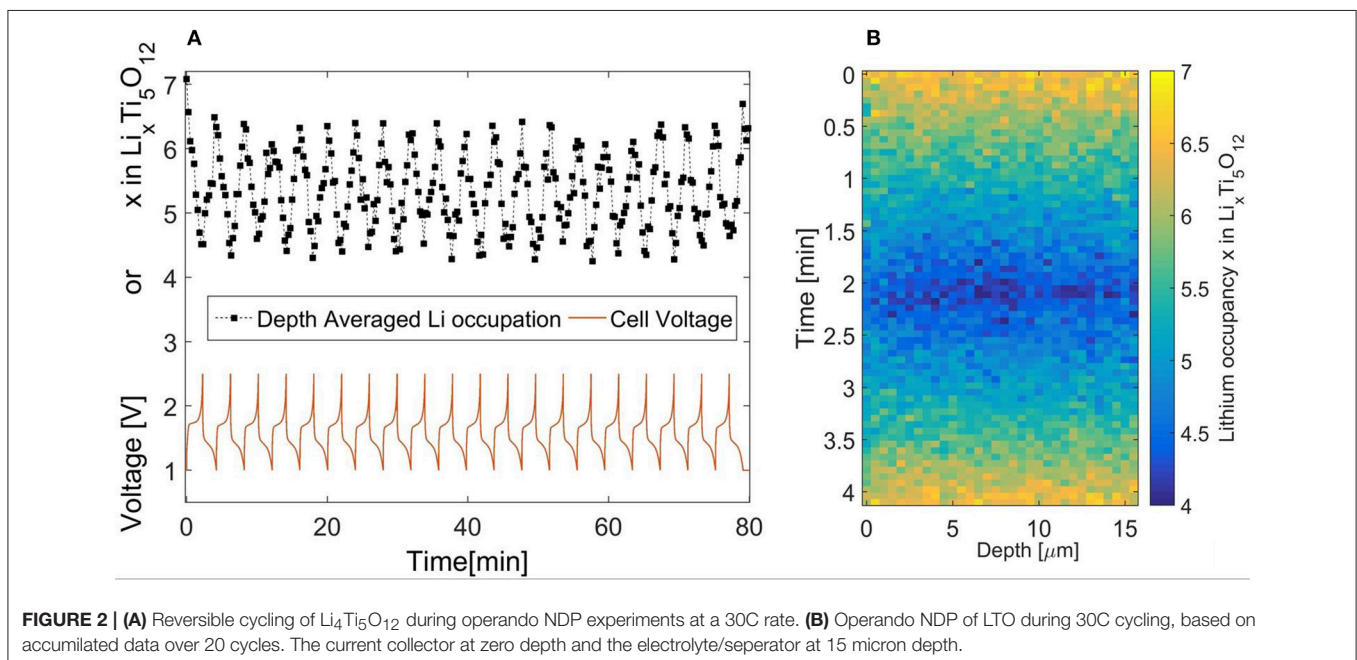 A
B
x in LixTi5O12
or
Voltage [V]
7
6
5
4
3
2
1
Depth Averaged Li occupation
Cell Voltage
0
20
40
60
80
Time[min]
0
0.5
1
1.5
2
2.5
3
3.5
4
Time [min]
0
5
10
15
Depth [μm]
7
6.5
6
5.5
5
4.5
4
Lithium occupancy x in LixTi5O12
FIGURE 2 | (A) Reversible cycling of Li4Ti5O12 during operando NDP experiments at a 30C rate. (B) Operando NDP of LTO during 30C cycling, based on
accumilated data over 20 cycles. The current collector at zero depth and the electrolyte/seperator at 15 micron depth.